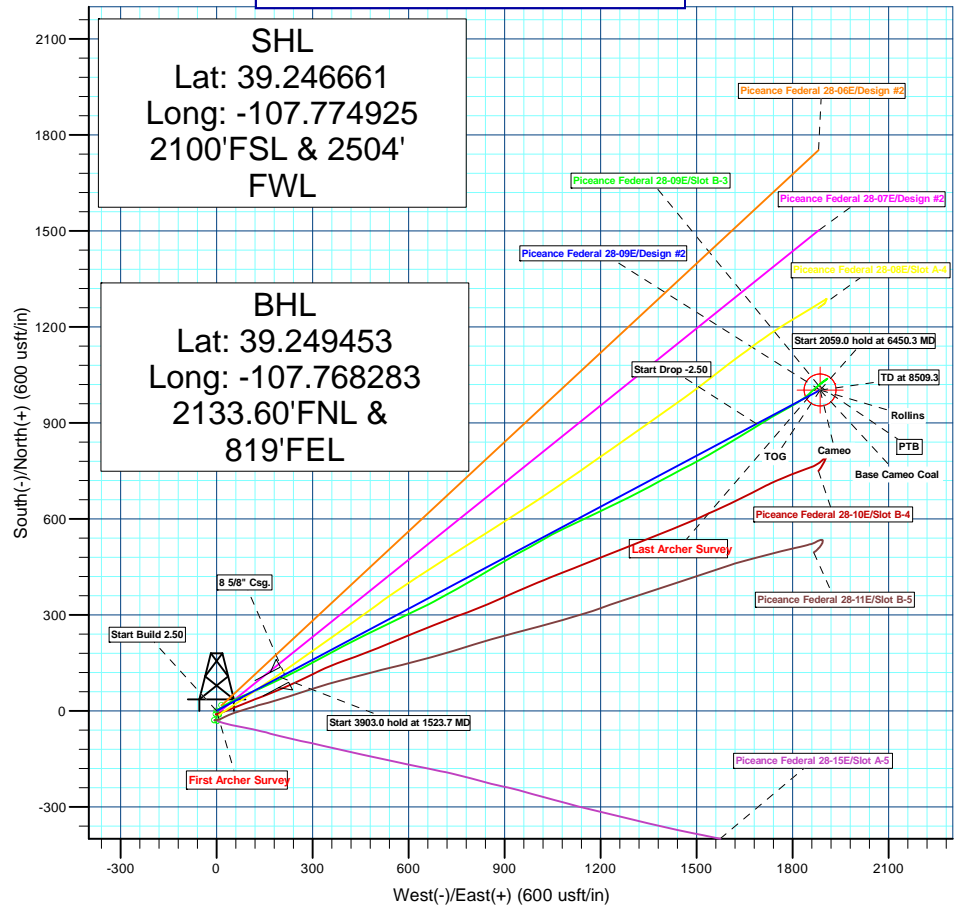 SHL
Lat: 39.246661
Long: -107.774925
2100'FSL & 2504'
FWL
BHL
Lat: 39.249453
Long: -107.768283
2133.60'FNL &
819'FEL
Piceance Federal 28-06E/Design #2
Piceance Federal 28-09E/Slot B-3
Piceance Federal 28-07E/Design #2
Piceance Federal 28-09E/Design #2
Piceance Federal 28-08E/Slot A-4
Start 2059.0 hold at 6450.3 MD
Start Drop -2.50
TD at 8509.3
Rollins
PTB
Cameo
TOG
Base Cameo Coal
Piceance Federal 28-10E/Slot B-4
Last Archer Survey
8 5/8" Csg.
Piceance Federal 28-11E/Slot B-5
Start Build 2.50
Start 3903.0 hold at 1523.7 MD
First Archer Survey
Piceance Federal 28-15E/Slot A-5
2100
1800
1500
1200
900
600
300
0
-300
South(-)/North(+) (600 usft/in)
-300
0
300
600
900
1200
1500
1800
2100
West(-)/East(+) (600 usft/in)